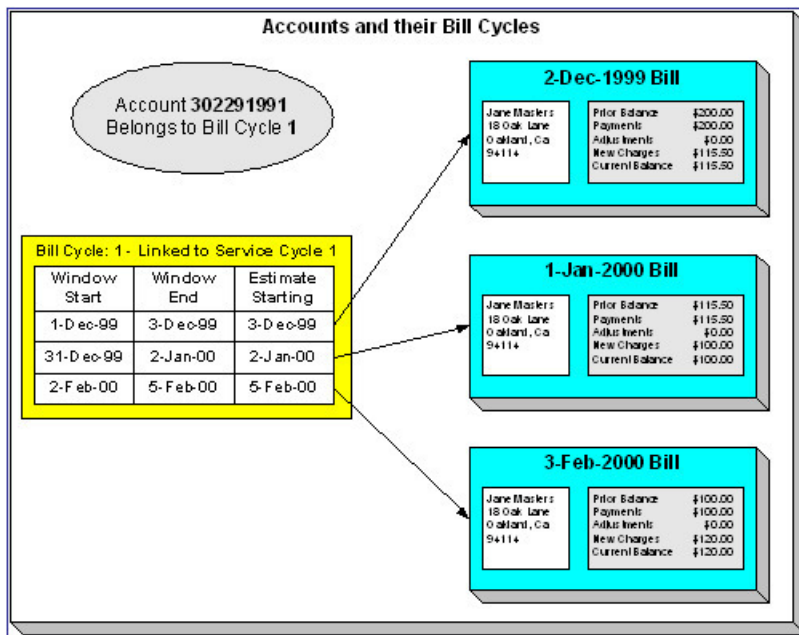 Accounts and their Bill Cycles
Account 302291991
Belongs to Bill Cycle 1
Bill Cycle: 1 - Linked to Service Cycle 1
Window Start Window End Estimate Starting
1-Dec-99 3-Dec-99 3-Dec-99
31-Dec-99 2-Jan-00 2-Jan-00
2-Feb-00 5-Feb-00 5-Feb-00
2-Dec-1999 Bill
Jane Masters
18 Oak Lane
Oakland, Ca
94114
Prior Balance $200.00
Payments $200.00
Adjustments $0.00
New Charges $115.50
Current Balance $115.50
1-Jan-2000 Bill
Jane Masters
18 Oak Lane
Oakland, Ca
94114
Prior Balance $115.50
Payments $115.50
Adjustments $0.00
New Charges $100.00
Current Balance $100.00
3-Feb-2000 Bill
Jane Masters
18 Oak Lane
Oakland, Ca
94114
Prior Balance $100.00
Payments $100.00
Adjustments $0.00
New Charges $120.00
Current Balance $120.00